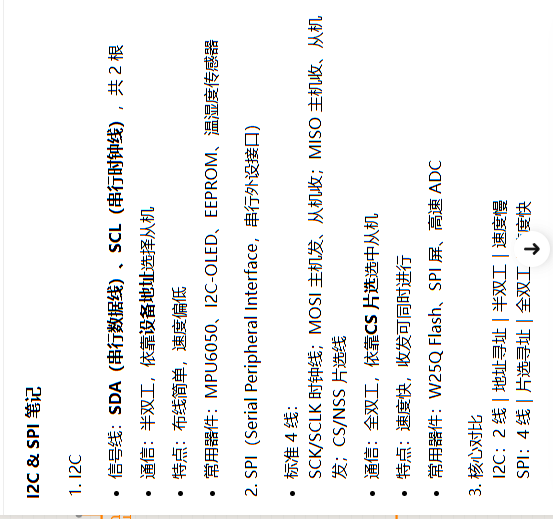 I2C & SPI 笔记
1. I2C
• 信号线：SDA（串行数据线）、SCL（串行时钟线），共 2 根
• 通信：半双工，依靠设备地址选择从机
• 特点：布线简单，速度偏低
• 常用器件：MPU6050、I2C-OLED、EEPROM、温湿度传感器
2. SPI（Serial Peripheral Interface，串行外设接口）
• 标准 4 线：
SCK/SCLK 时钟线；MOSI 主机发、从机收；MISO 主机收、从机
发；CS/NSS 片选线
• 通信：全双工，依靠CS 片选选中从机
• 特点：速度快，收发可同时进行
• 常用器件：W25Q Flash、SPI 屏、高速 ADC
3. 核心对比
I2C：2 线｜地址寻址｜半双工｜速度慢
SPI：4 线｜片选寻址｜全双工｜度快